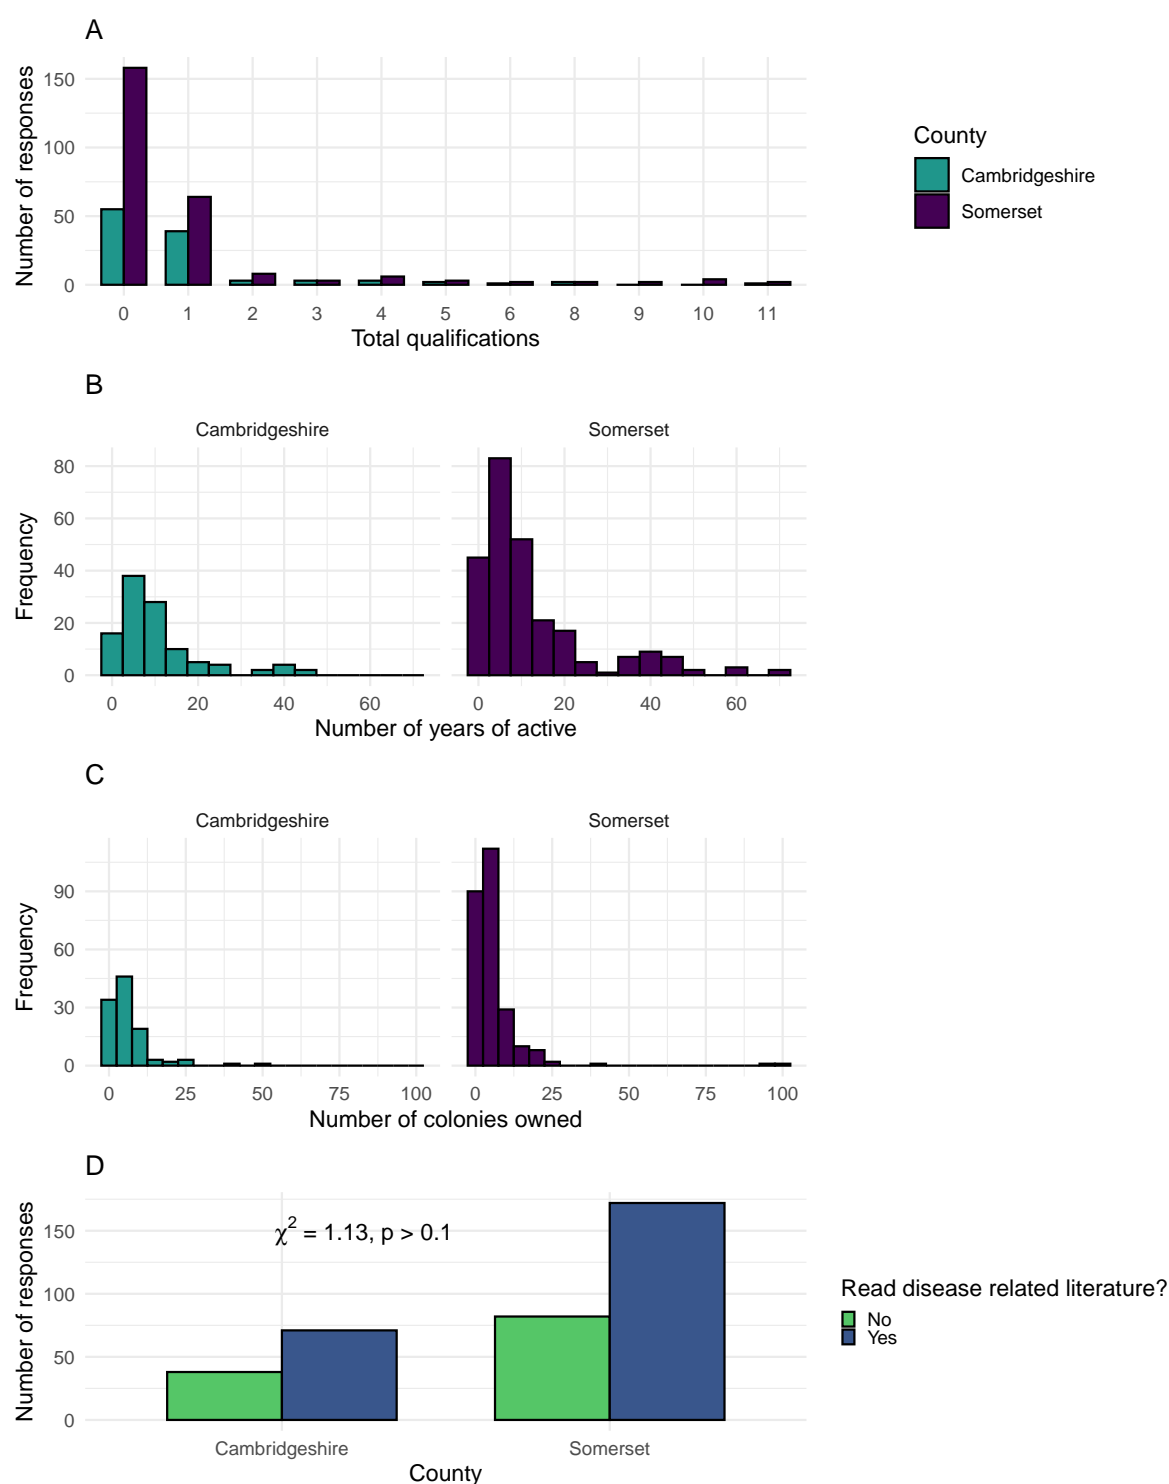 A
Number of responses
150
100
50
0
0 1 2 3 4 5 6 8 9 10 11
Total qualifications
County
Cambridgeshire
Somerset
B
Cambridgeshire Somerset
Frequency
80
60
40
20
0
0 20 40 60 0 20 40 60
Number of years of active
C
Cambridgeshire Somerset
Frequency
90
60
30
0
0 25 50 75 100 0 25 50 75 100
Number of colonies owned
D
Number of responses
150
100
50
0
χ² = 1.13, p > 0.1
Cambridgeshire Somerset
County
Read disease related literature?
No
Yes